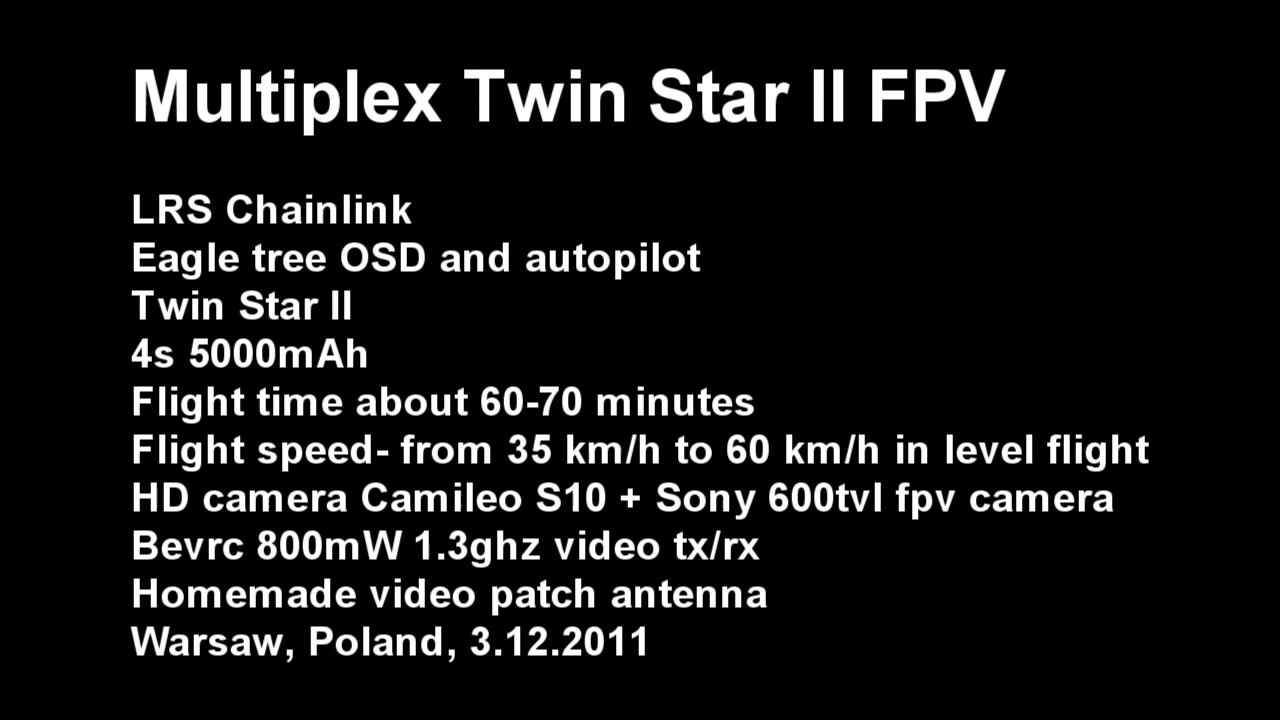 Multiplex Twin Star II FPV
LRS Chainlink
Eagle tree OSD and autopilot
Twin Star II
4s 5000mAh
Flight time about 60-70 minutes
Flight speed- from 35 km/h to 60 km/h in level flight
HD camera Camileo S10 + Sony 600tvl fpv camera
Bevrc 800mW 1.3ghz video tx/rx
Homemade video patch antenna
Warsaw, Poland, 3.12.2011